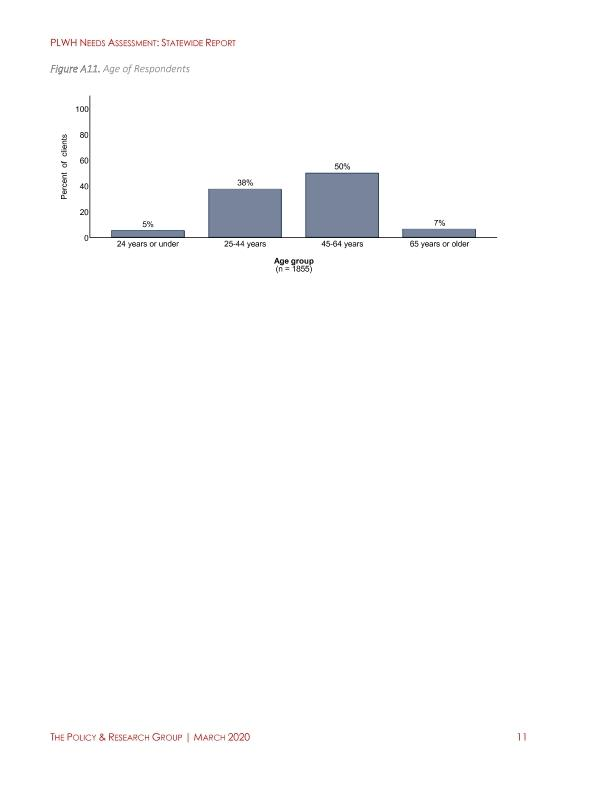 PLWH NEEDS ASSESSMENT: STATEWIDE REPORT
Figure A11. Age of Respondents
Percent of clients
100
80
60
40
20
0
5%
38%
50%
7%
24 years or under
25-44 years
45-64 years
65 years or older
Age group
(n = 1855)
THE POLICY & RESEARCH GROUP | MARCH 2020
11